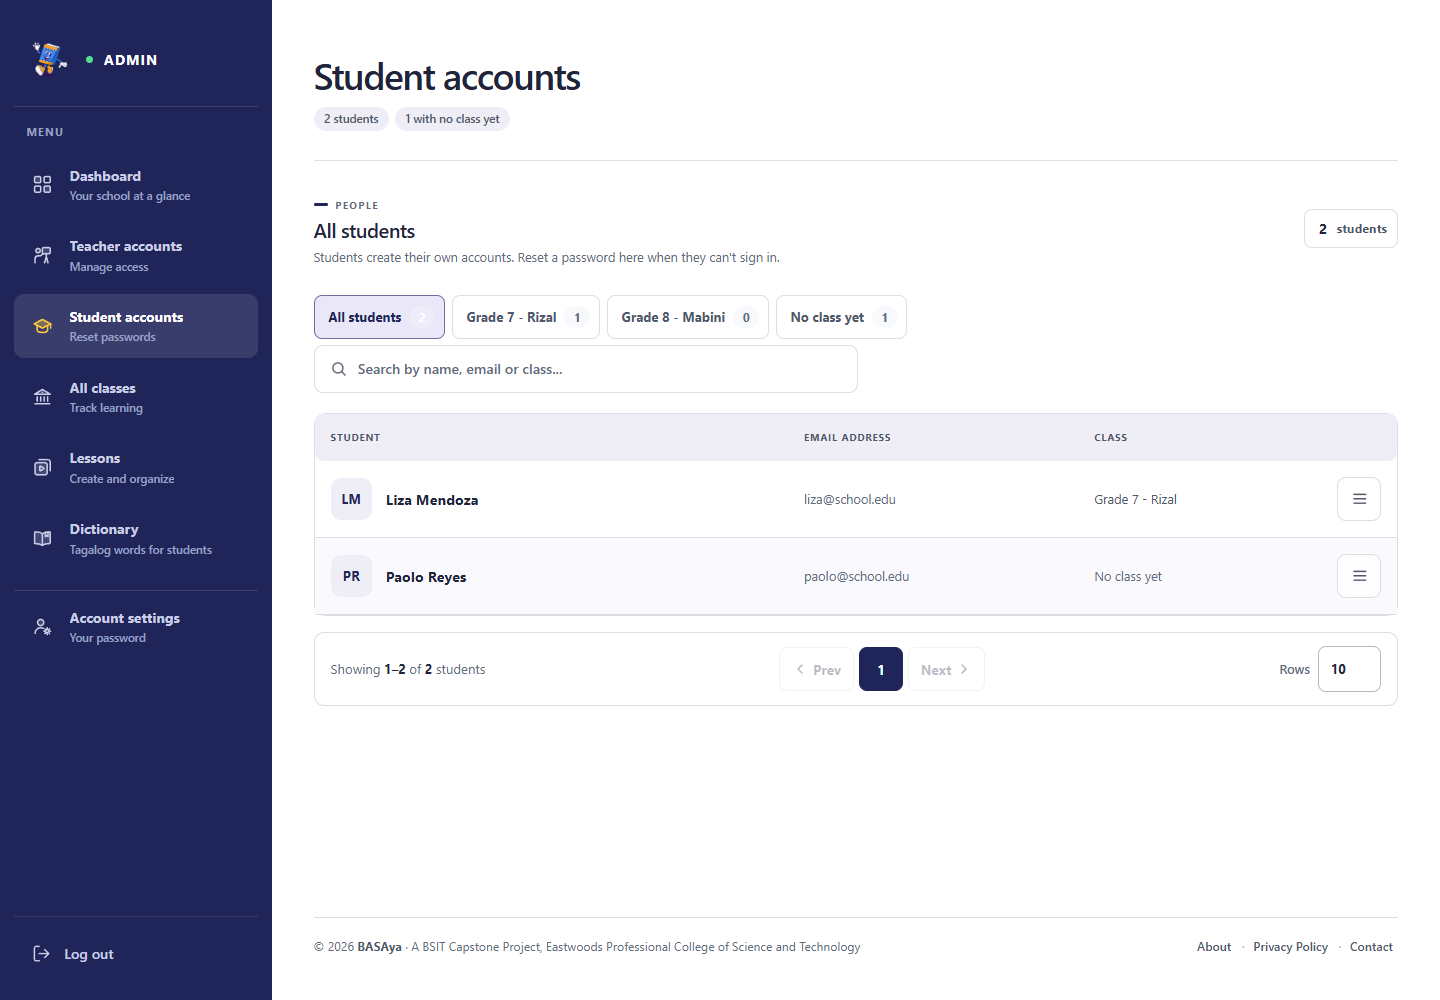 ADMIN
MENU
Dashboard
Your school at a glance
Teacher accounts
Manage access
Student accounts
Reset passwords
All classes
Track learning
Lessons
Create and organize
Dictionary
Tagalog words for students
Account settings
Your password
Log out
Student accounts
2 students 1 with no class yet
PEOPLE
All students
Students create their own accounts. Reset a password here when they can't sign in.
2 students
All students 2 Grade 7 - Rizal 1 Grade 8 - Mabini 0 No class yet 1
Search by name, email or class...
STUDENT EMAIL ADDRESS CLASS
LM Liza Mendoza liza@school.edu Grade 7 - Rizal
PR Paolo Reyes paolo@school.edu No class yet
Showing 1–2 of 2 students Prev 1 Next Rows 10
© 2026 BASAya · A BSIT Capstone Project, Eastwoods Professional College of Science and Technology About · Privacy Policy · Contact